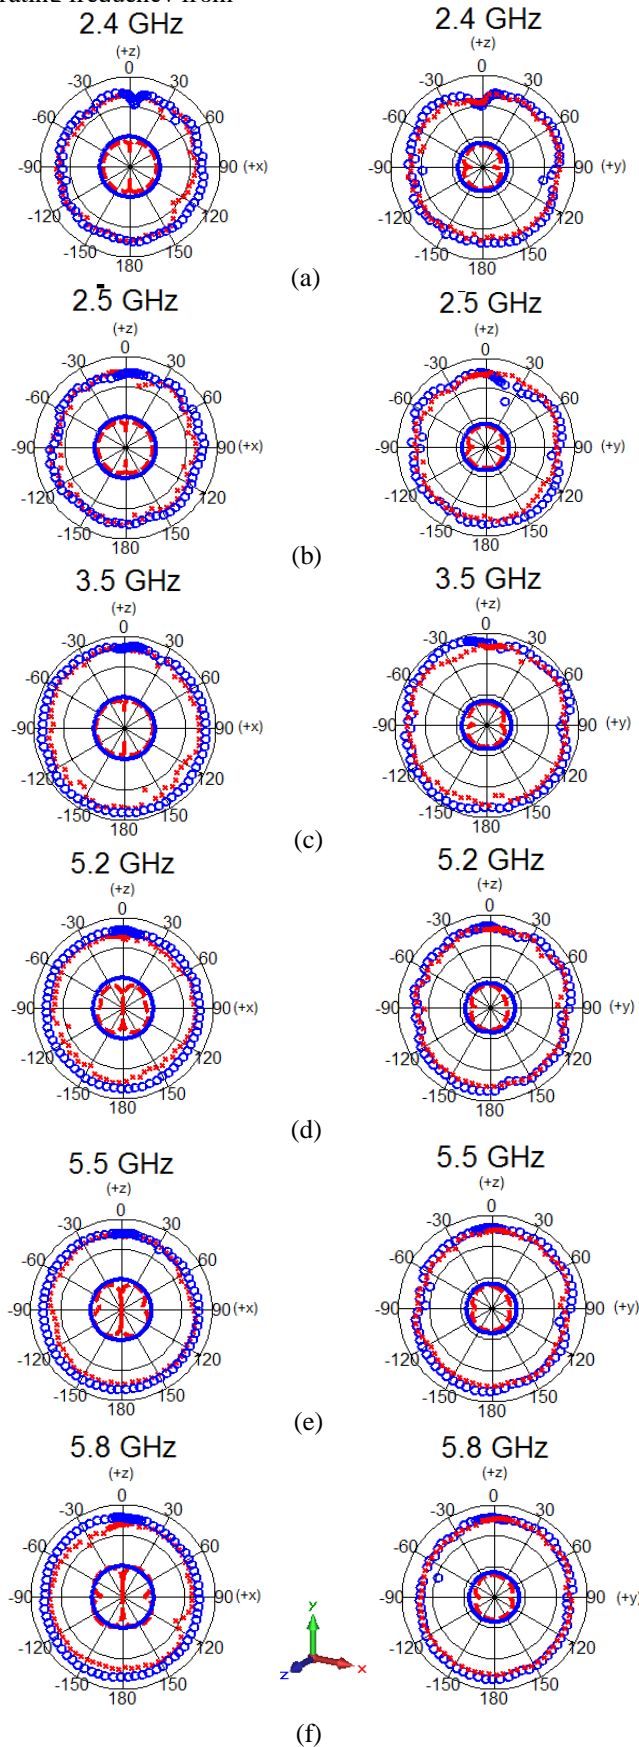 rating frequency from
2.4 GHz 2.4 GHz
(+z) (+z)
0 0
-30 30 -30 30
-60 60 -60 60
-90 90 (+x) -90 90 (+y)
-120 120 -120 120
-150 150 -150 150
180 180
(a)
2.5 GHz 2.5 GHz
(+z) (+z)
0 0
-30 30 -30 30
-60 60 -60 60
-90 90 (+x) -90 90 (+y)
-120 120 -120 120
-150 150 -150 150
180 180
(b)
3.5 GHz 3.5 GHz
(+z) (+z)
0 0
-30 30 -30 30
-60 60 -60 60
-90 90 (+x) -90 90 (+y)
-120 120 -120 120
-150 150 -150 150
180 180
(c)
5.2 GHz 5.2 GHz
(+z) (+z)
0 0
-30 30 -30 30
-60 60 -60 60
-90 90 (+x) -90 90 (+y)
-120 120 -120 120
-150 150 -150 150
180 180
(d)
5.5 GHz 5.5 GHz
(+z) (+z)
0 0
-30 30 -30 30
-60 60 -60 60
-90 90 (+x) -90 90 (+y)
-120 120 -120 120
-150 150 -150 150
180 180
(e)
5.8 GHz 5.8 GHz
(+z) (+z)
0 0
-30 30 -30 30
-60 60 -60 60
-90 90 (+x) -90 90 (+y)
-120 120 -120 120
-150 150 -150 150
180 180
y
z x
(f)